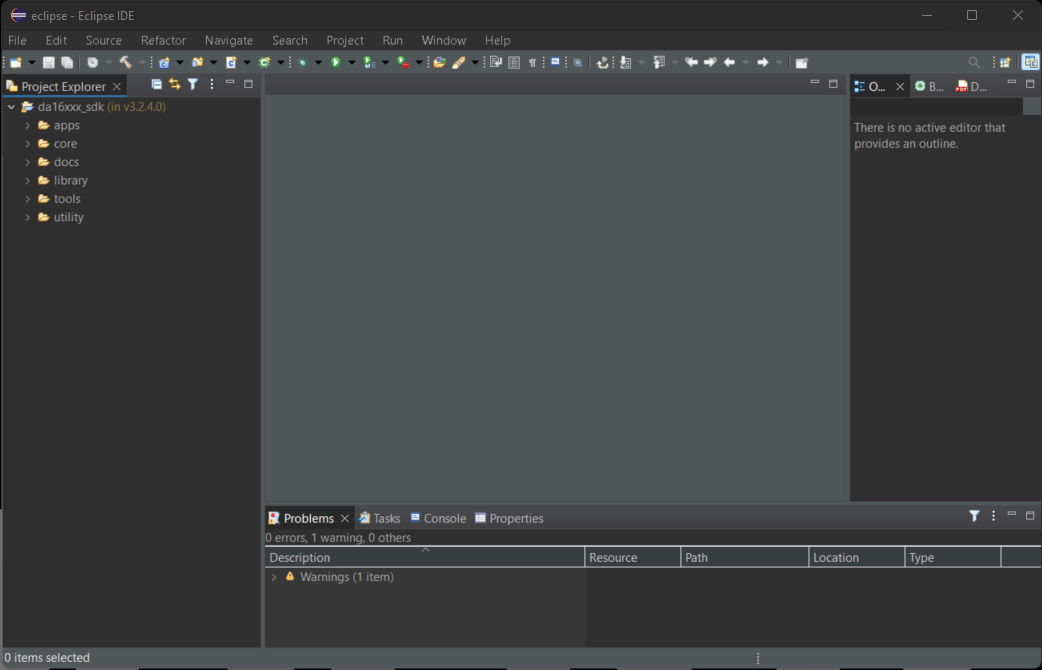 eclipse - Eclipse IDE
File Edit Source Refactor Navigate Search Project Run Window Help
Project Explorer
O... B... D...
da16xxx_sdk (in v3.2.4.0)
apps
core
docs
library
tools
utility
There is no active editor that
provides an outline.
Problems Tasks Console Properties
0 errors, 1 warning, 0 others
Description Resource Path Location Type
Warnings (1 item)
0 items selected